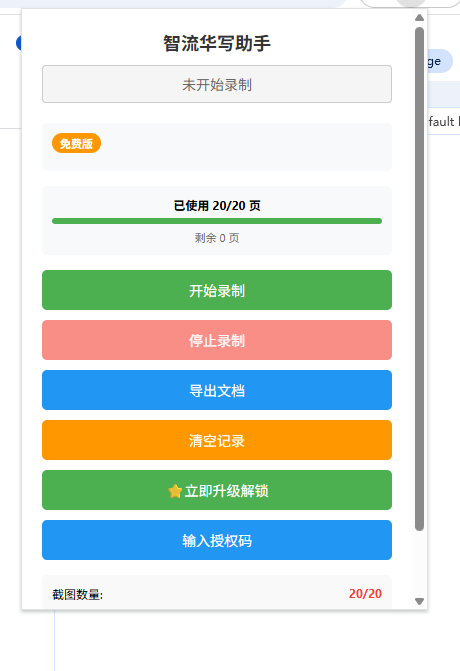 智流华写助手
ge
未开始录制
fault
免费版
已使用 20/20 页
剩余 0 页
开始录制
停止录制
导出文档
清空记录
⭐立即升级解锁
输入授权码
截图数量: 20/20